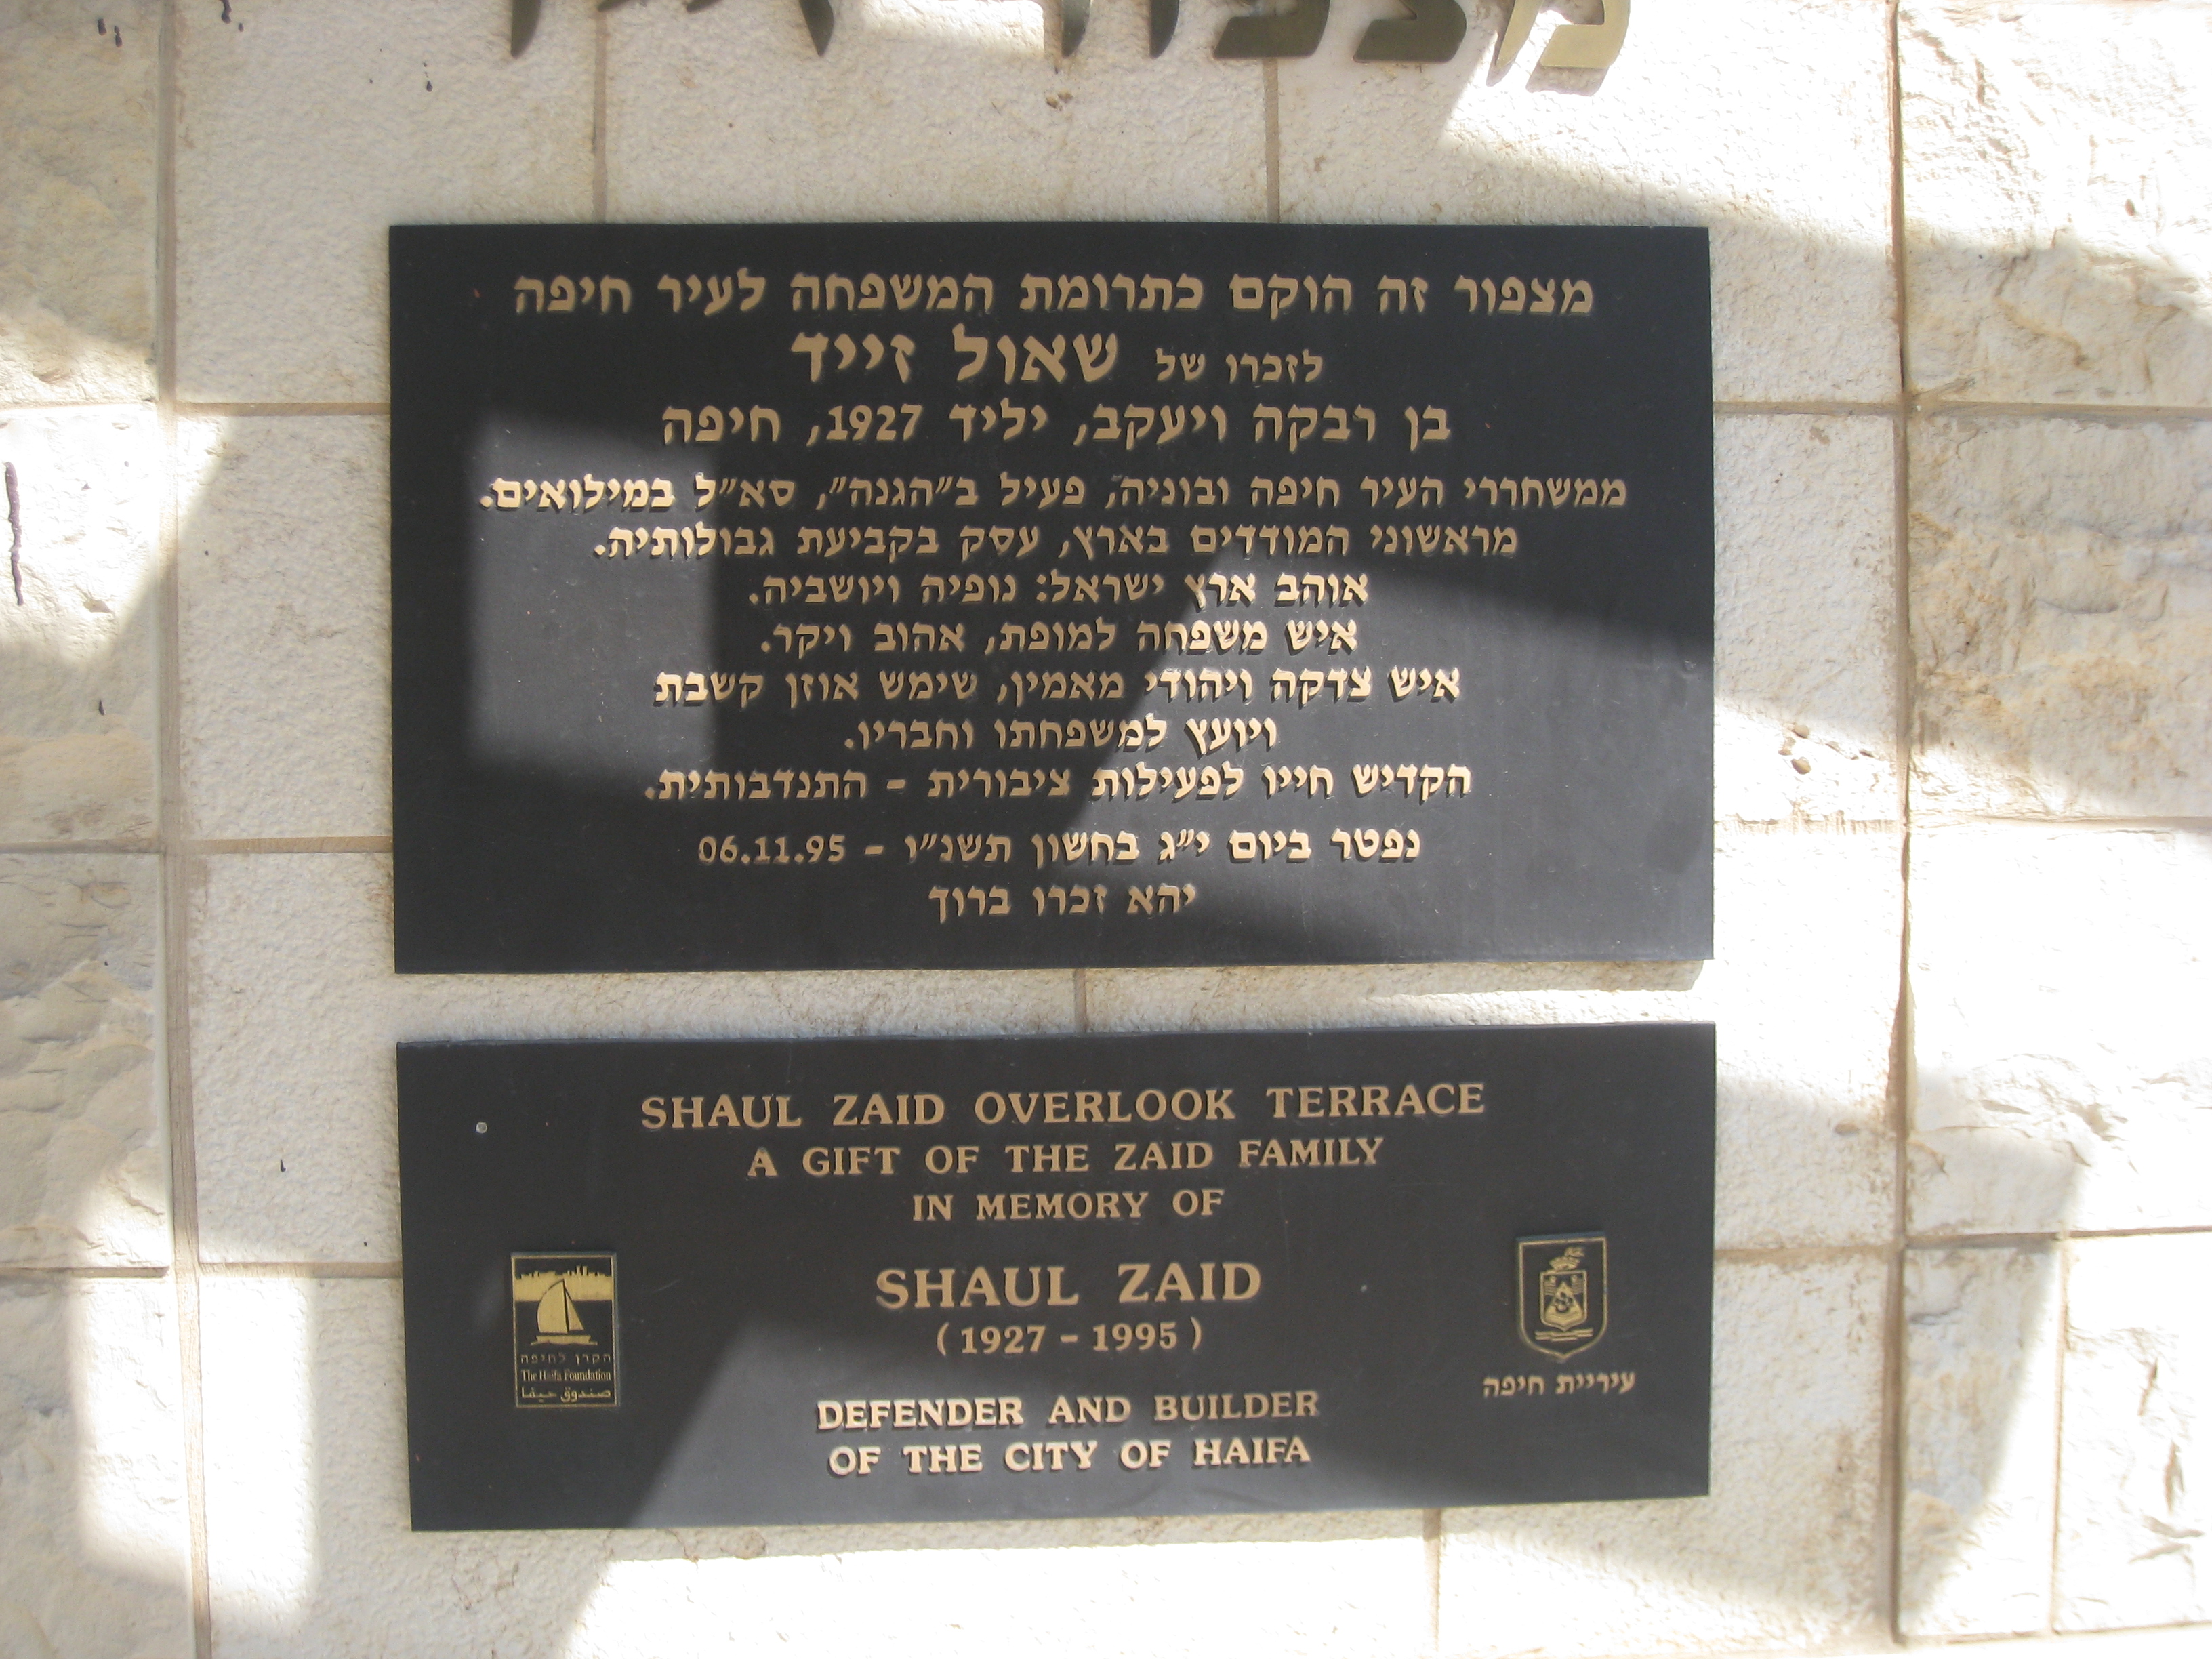 מצפור זה הוקם כתרומת המשפחה לעיר חיפה
לזכרו של שאול זייד
בן רבקה ויעקב, יליד 1927, חיפה
ממשחררי העיר חיפה ובוניה, פעיל ב"הגנה", סא"ל במילואים.
מראשוני המודדים בארץ, עסק בקביעת גבולותיה.
אוהב ארץ ישראל: נופיה ויושביה.
איש משפחה למופת, אהוב ויקר.
איש צדקה ויהודי מאמין, שימש אוזן קשבת
ויועץ למשפחתו וחבריו.
הקדיש חייו לפעילות ציבורית - התנדבותית.
נפטר ביום י"ג בחשון תשנ"ו - 06.11.95
יהא זכרו ברוך
SHAUL ZAID OVERLOOK TERRACE
A GIFT OF THE ZAID FAMILY
IN MEMORY OF
SHAUL ZAID
(1927 - 1995)
DEFENDER AND BUILDER
OF THE CITY OF HAIFA
הקרן לחיפה
The Haifa Foundation
صندوق حيفا
עיריית חיפה